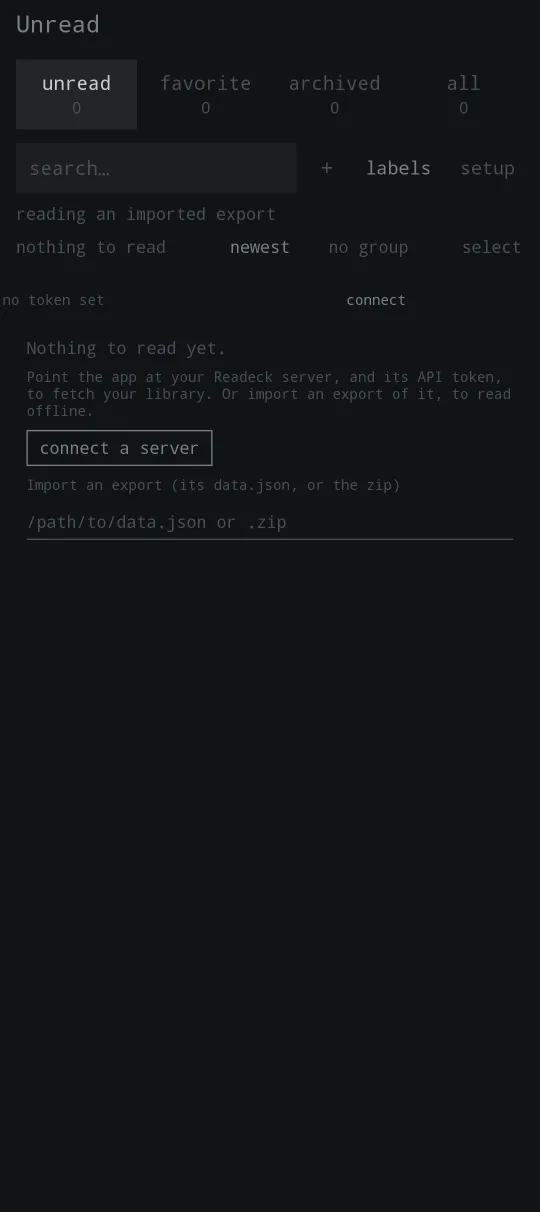 Unread
unread favorite archived all
0 0 0 0
search… + labels setup
reading an imported export
nothing to read newest no group select
no token set connect
Nothing to read yet.
Point the app at your Readeck server, and its API token,
to fetch your library. Or import an export of it, to read
offline.
connect a server
Import an export (its data.json, or the zip)
/path/to/data.json or .zip